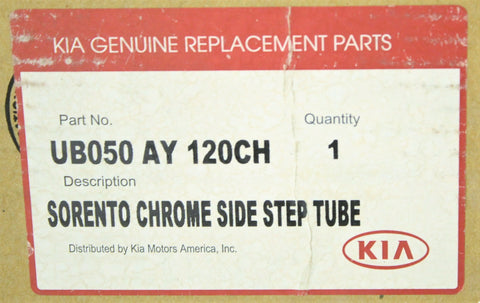 KIA GENUINE REPLACEMENT PARTS
Part No.
Quantity
UB050 AY 120CH
1
Description
SORENTO CHROME SIDE STEP TUBE
Distributed by Kia Motors America, Inc.
KIA